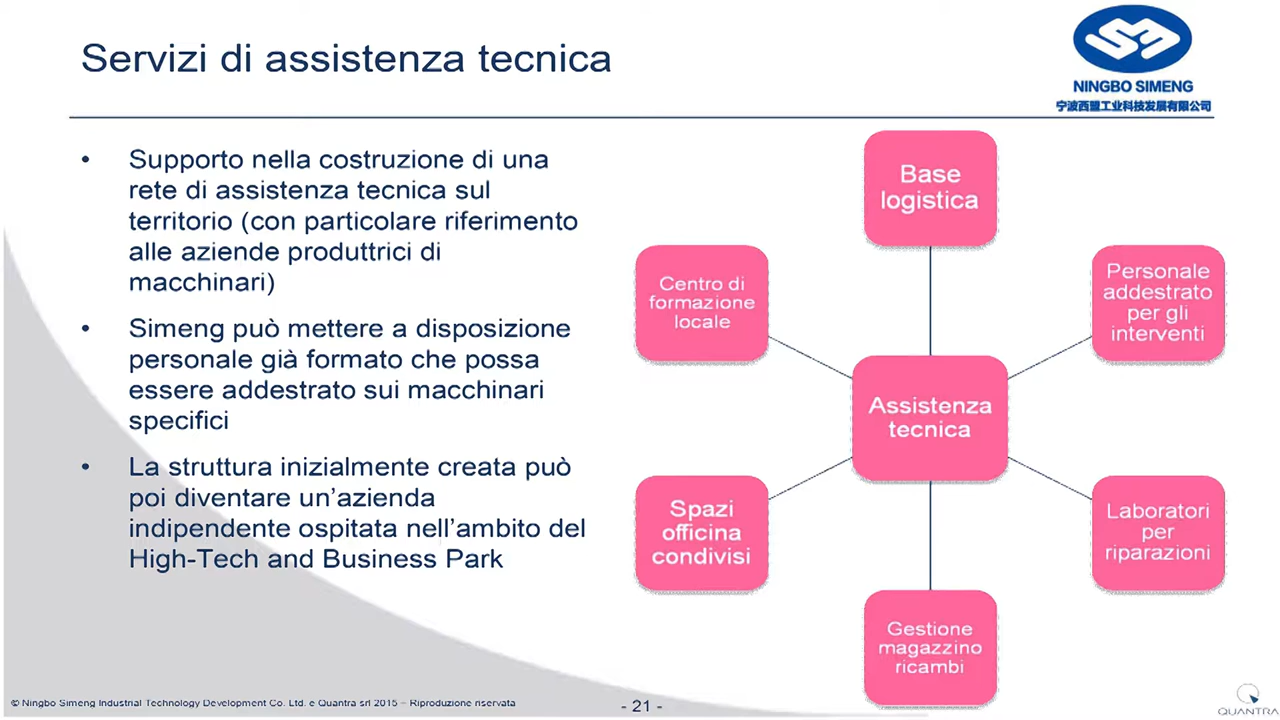 Servizi di assistenza tecnica
NINGBO SIMENG
宁波西盟工业科技发展有限公司
• Supporto nella costruzione di una
rete di assistenza tecnica sul
territorio (con particolare riferimento
alle aziende produttrici di
macchinari)
• Simeng può mettere a disposizione
personale già formato che possa
essere addestrato sui macchinari
specifici
• La struttura inizialmente creata può
poi diventare un'azienda
indipendente ospitata nell'ambito del
High-Tech and Business Park
Base
logistica
Centro di
formazione
locale
Personale
addestrato
per gli
interventi
Assistenza
tecnica
Spazi
officina
condivisi
Laboratori
per
riparazioni
Gestione
magazzino
ricambi
© Ningbo Simeng Industrial Technology Development Co. Ltd. e Quantra srl 2015 – Riproduzione riservata
- 21 -
QUANTRA